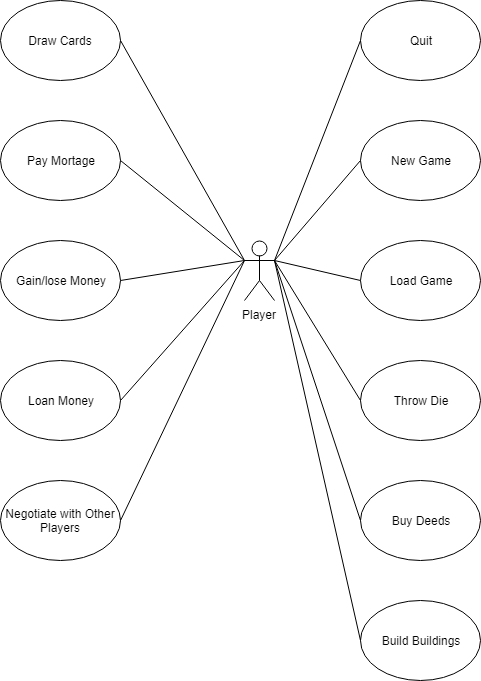 Draw Cards
Quit
Pay Mortage
New Game
Gain/lose Money
Load Game
Player
Loan Money
Throw Die
Negotiate with Other
Players
Buy Deeds
Build Buildings